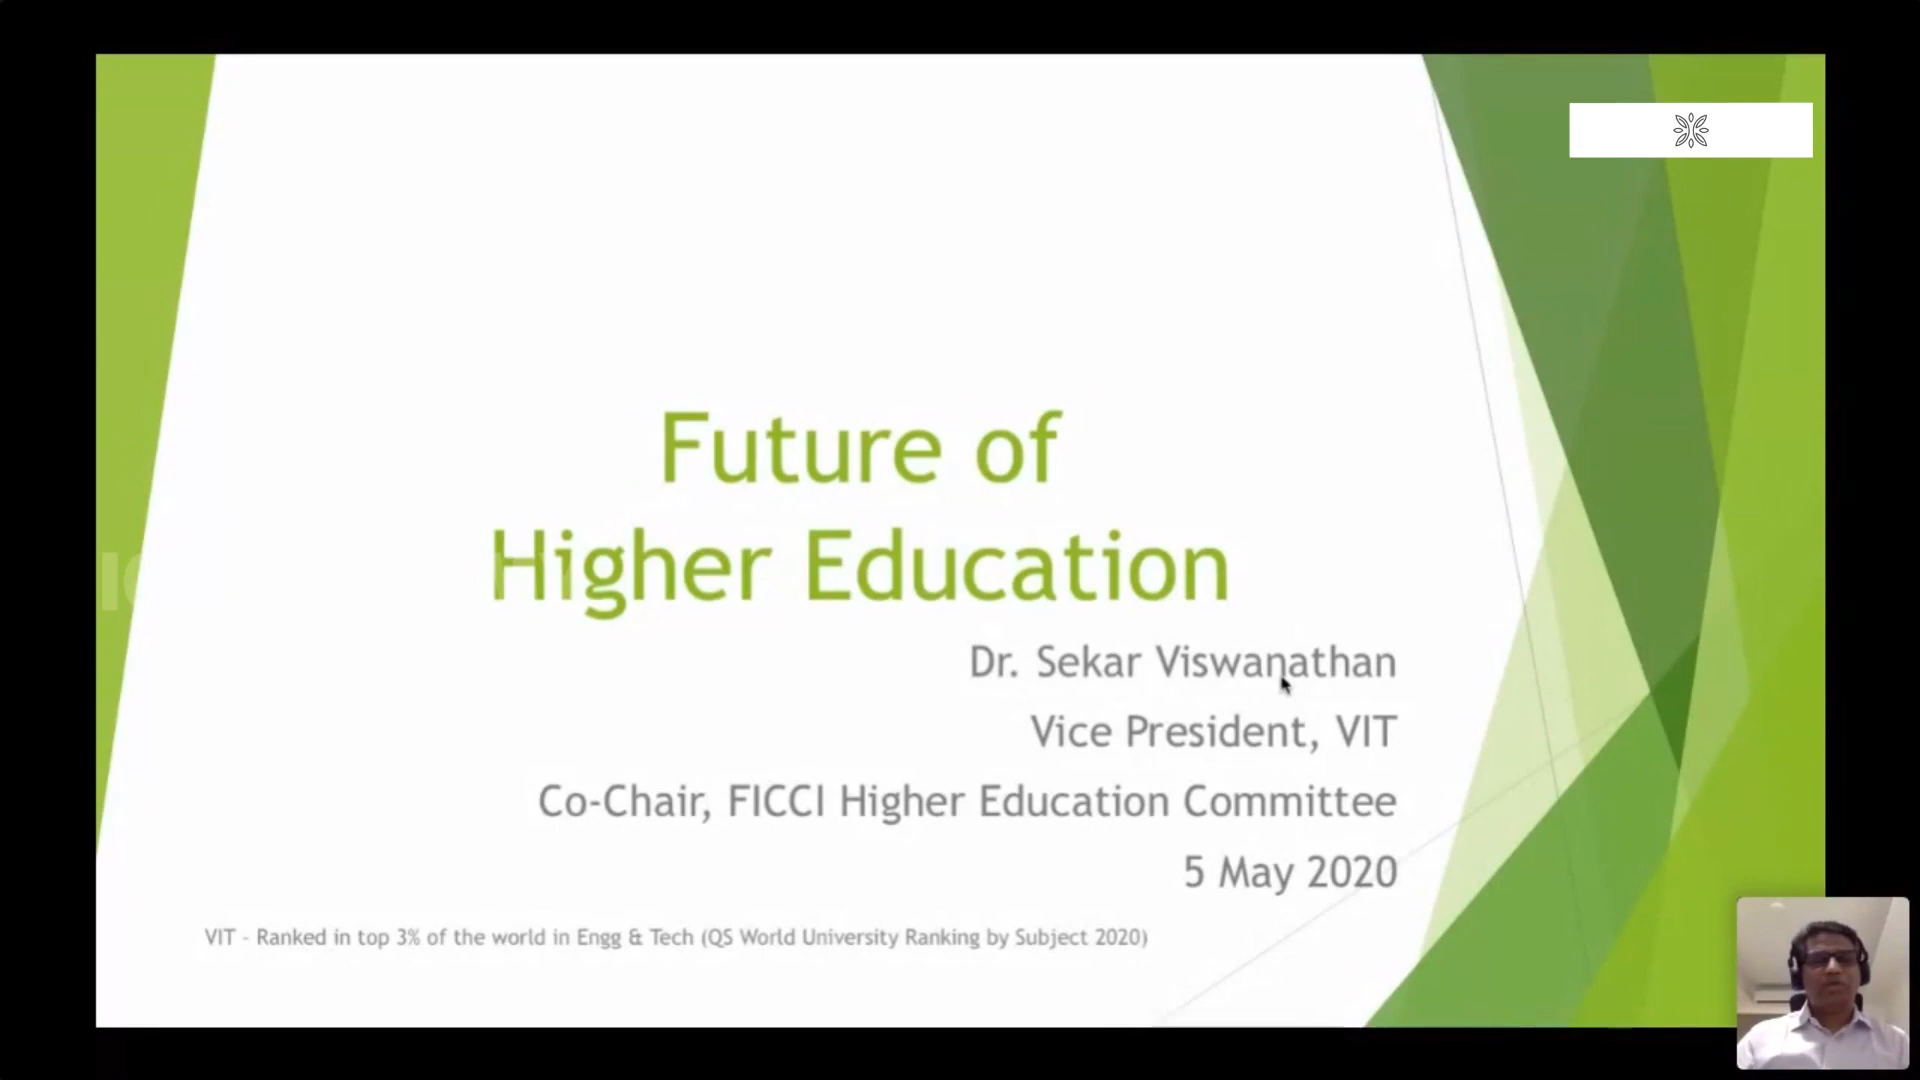 Future of
Higher Education
Dr. Sekar Viswanathan
Vice President, VIT
Co-Chair, FICCI Higher Education Committee
5 May 2020
VIT - Ranked in top 3% of the world in Engg & Tech (QS World University Ranking by Subject 2020)